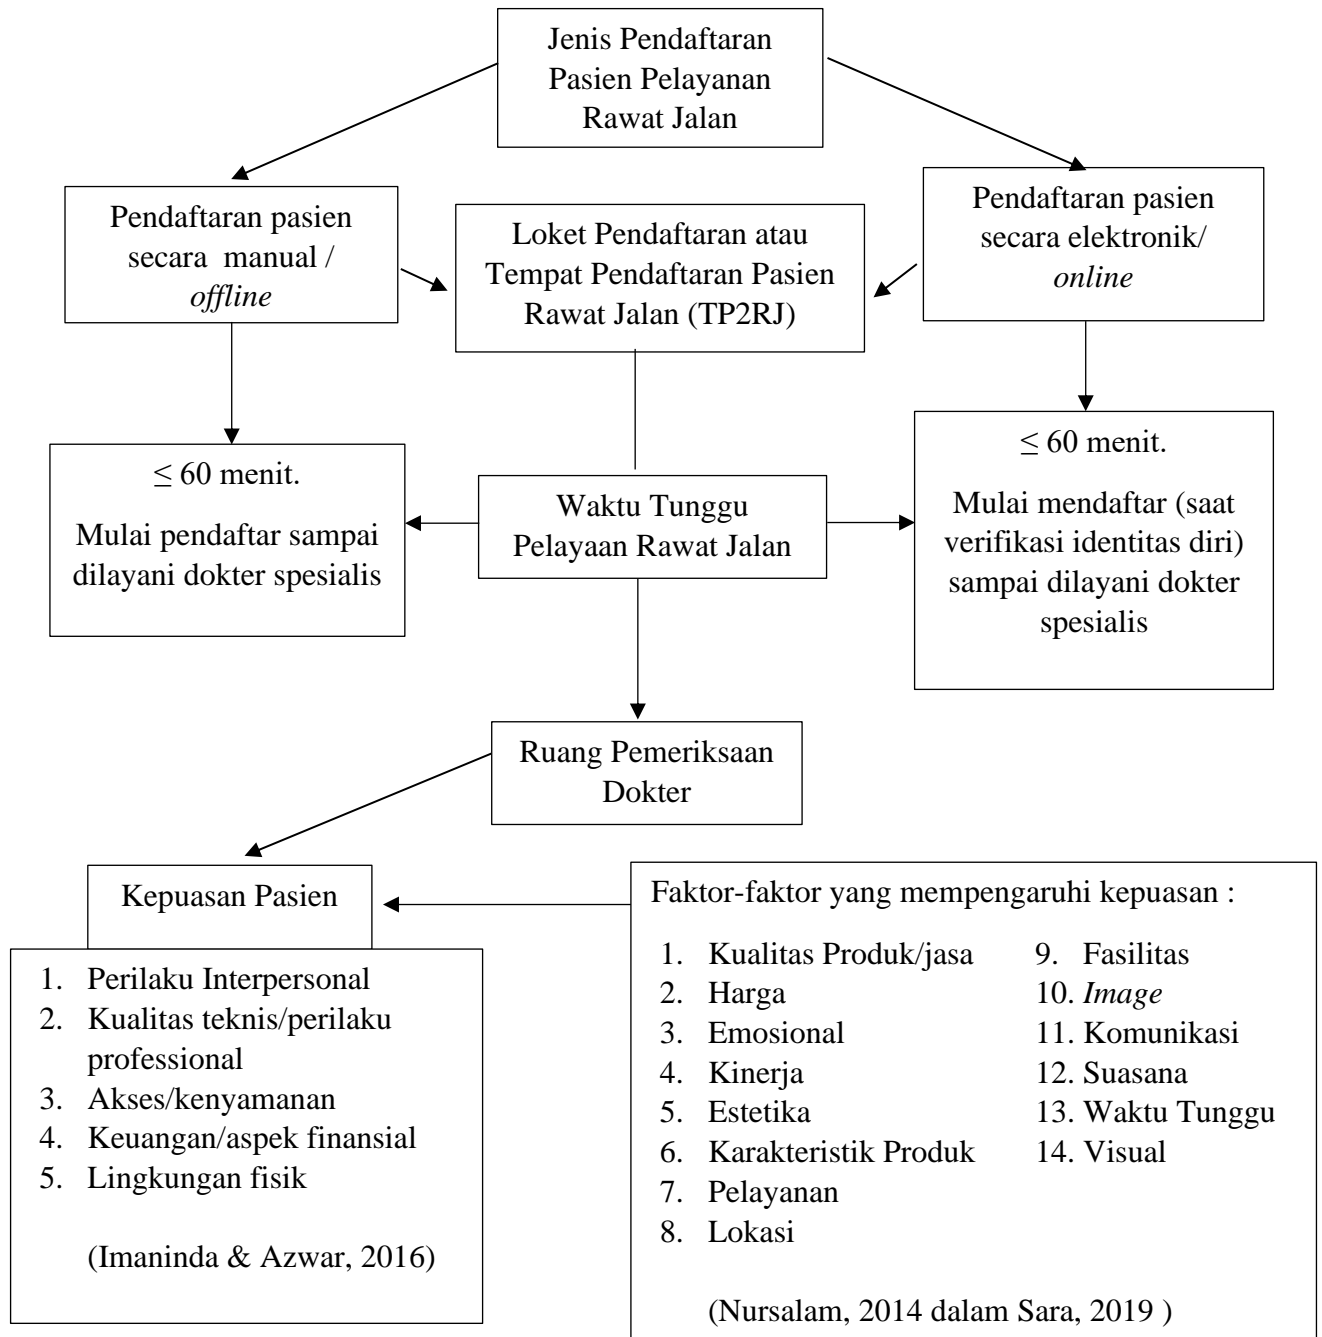 Jenis Pendaftaran
Pasien Pelayanan
Rawat Jalan
Pendaftaran pasien
secara manual /
offline
Loket Pendaftaran atau
Tempat Pendaftaran Pasien
Rawat Jalan (TP2RJ)
Pendaftaran pasien
secara elektronik/
online
≤ 60 menit.
Mulai pendaftar sampai
dilayani dokter spesialis
Waktu Tunggu
Pelayaan Rawat Jalan
≤ 60 menit.
Mulai mendaftar (saat
verifikasi identitas diri)
sampai dilayani dokter
spesialis
Ruang Pemeriksaan
Dokter
Kepuasan Pasien
1. Perilaku Interpersonal
2. Kualitas teknis/perilaku
professional
3. Akses/kenyamanan
4. Keuangan/aspek finansial
5. Lingkungan fisik
(Imaninda & Azwar, 2016)
Faktor-faktor yang mempengaruhi kepuasan :
1. Kualitas Produk/jasa
2. Harga
3. Emosional
4. Kinerja
5. Estetika
6. Karakteristik Produk
7. Pelayanan
8. Lokasi
9. Fasilitas
10. Image
11. Komunikasi
12. Suasana
13. Waktu Tunggu
14. Visual
(Nursalam, 2014 dalam Sara, 2019 )